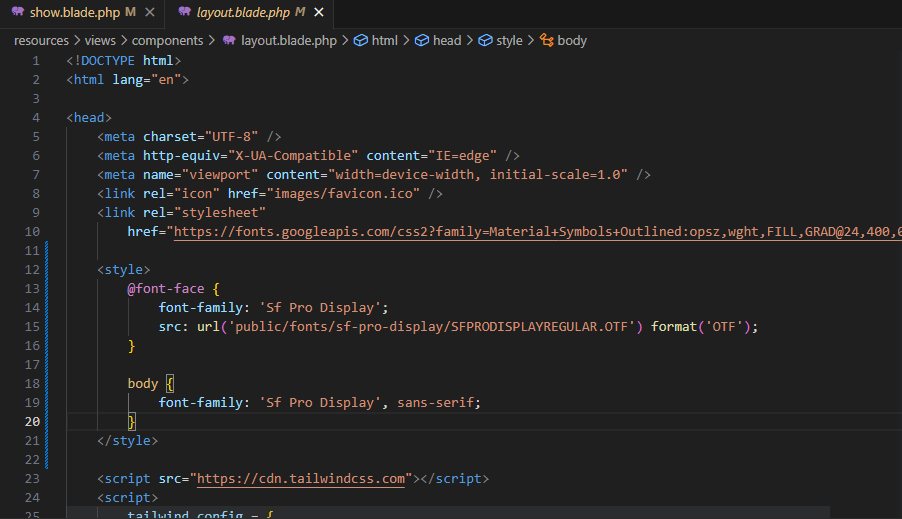 show.blade.php M
layout.blade.php M
resources > views > components > layout.blade.php > html > head > style > body
1 <!DOCTYPE html>
2 <html lang="en">
3
4 <head>
5 <meta charset="UTF-8" />
6 <meta http-equiv="X-UA-Compatible" content="IE=edge" />
7 <meta name="viewport" content="width=device-width, initial-scale=1.0" />
8 <link rel="icon" href="images/favicon.ico" />
9 <link rel="stylesheet"
10 href="https://fonts.googleapis.com/css2?family=Material+Symbols+Outlined:opsz,wght,FILL,GRAD@24,400,0
11
12 <style>
13 @font-face {
14 font-family: 'Sf Pro Display';
15 src: url('public/fonts/sf-pro-display/SFPRODISPLAYREGULAR.OTF') format('OTF');
16 }
17
18 body {
19 font-family: 'Sf Pro Display', sans-serif;
20 }
21 </style>
22
23 <script src="https://cdn.tailwindcss.com"></script>
24 <script>
25 tailwind.config = {